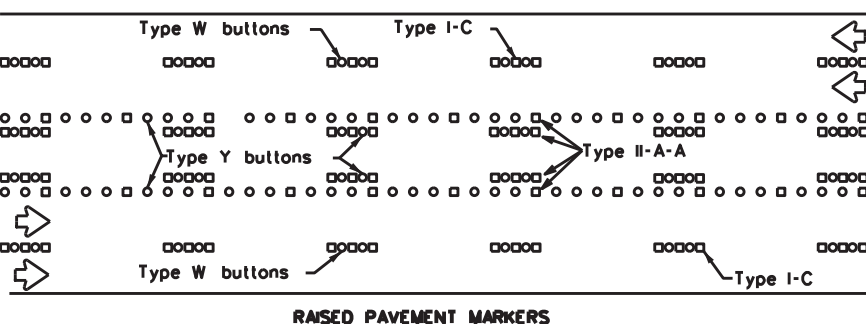 Type W buttons
Type I-C
Type Y buttons
Type II-A-A
Type W buttons
Type I-C
RAISED PAVEMENT MARKERS